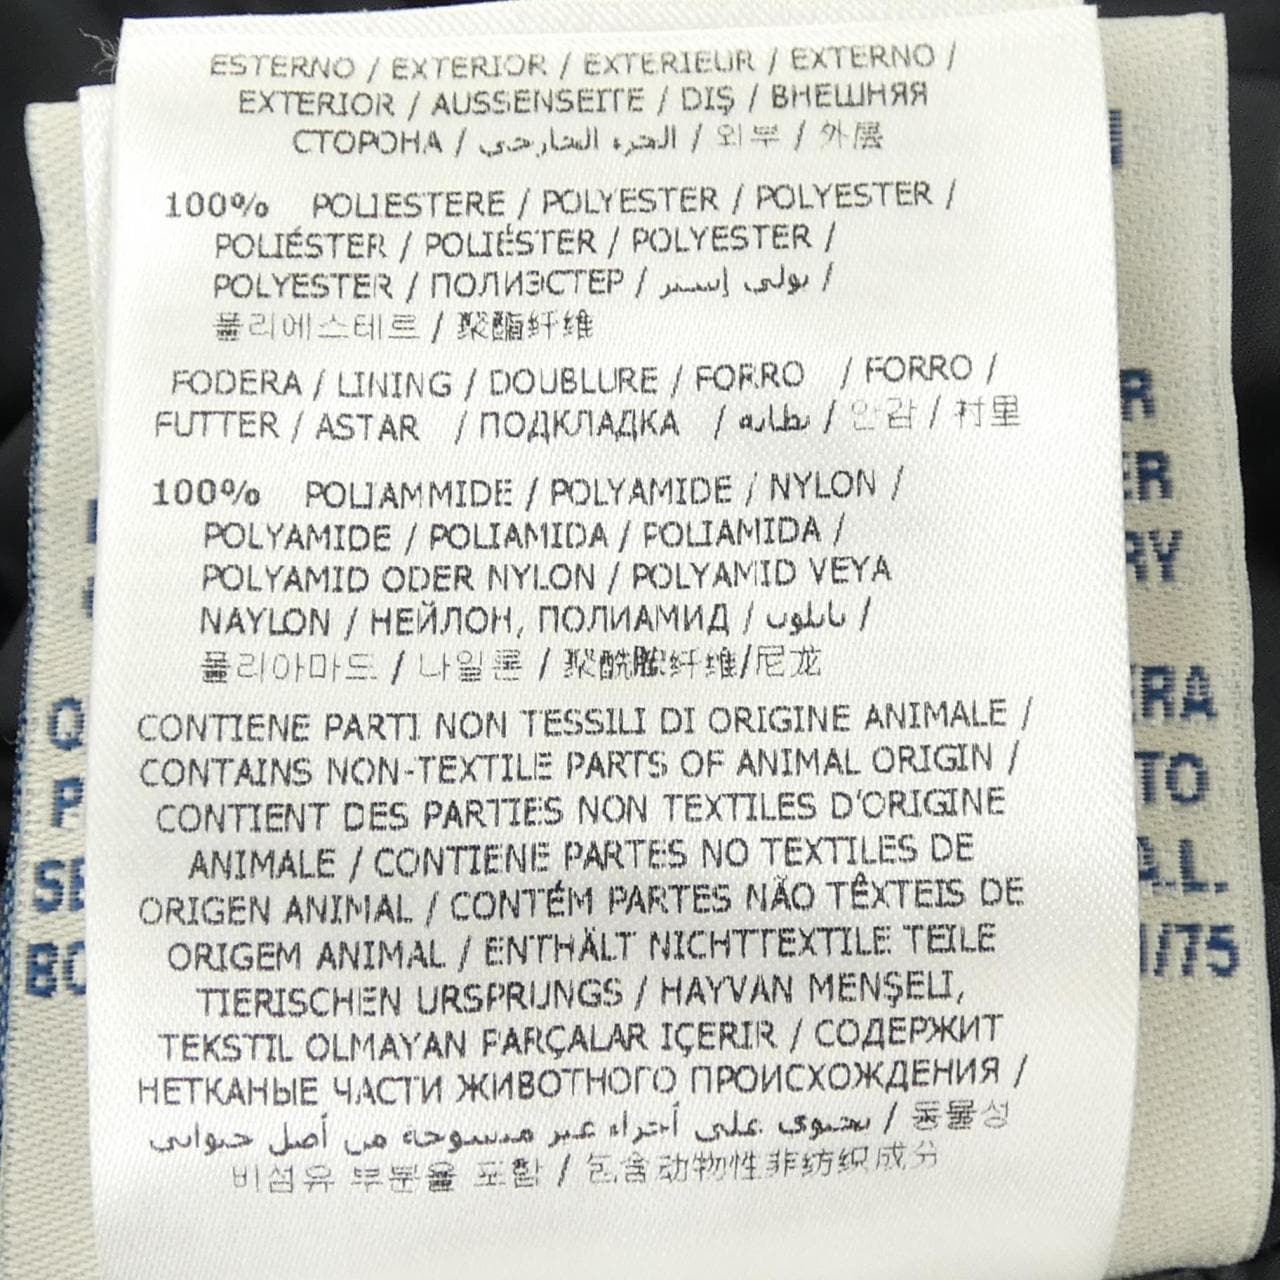 ESTERNO / EXTERIOR / EXTERIEUR / EXTERNO /
EXTERIOR / AUSSENSEITE / DIŞ / ВНЕШНЯЯ
СТОРОНА / الجزء الخارجي / 외부 / 外层
100% POLIESTERE / POLYESTER / POLYESTER /
POLIÉSTER / POLIÉSTER / POLYESTER /
POLYESTER / ПОЛИЭСТЕР / بولي إستر /
폴리에스테르 / 聚酯纤维
FODERA / LINING / DOUBLURE / FORRO / FORRO /
FUTTER / ASTAR / ПОДКЛАДКА / بطانة / 안감 / 衬里
100% POLIAMMIDE / POLYAMIDE / NYLON /
POLYAMIDE / POLIAMIDA / POLIAMIDA /
POLYAMID ODER NYLON / POLYAMID VEYA
NAYLON / НЕЙЛОН, ПОЛИАМИД / نايلون /
폴리아마드 / 나일론 / 聚酰胺纤维/尼龙
CONTIENE PARTI NON TESSILI DI ORIGINE ANIMALE /
CONTAINS NON-TEXTILE PARTS OF ANIMAL ORIGIN /
CONTIENT DES PARTIES NON TEXTILES D'ORIGINE
ANIMALE / CONTIENE PARTES NO TEXTILES DE
ORIGEN ANIMAL / CONTÉM PARTES NÃO TÊXTEIS DE
ORIGEM ANIMAL / ENTHÄLT NICHTTEXTILE TEILE
TIERISCHEN URSPRUNGS / HAYVAN MENŞELI,
TEKSTIL OLMAYAN PARÇALAR IÇERIR / СОДЕРЖИТ
НЕТКАНЫЕ ЧАСТИ ЖИВОТНОГО ПРОИСХОЖДЕНИЯ /
يحتوي على أجزاء غير منسوجة من أصل حيواني / 동물성
비섬유 부분을 포함 / 包含动物性非纺织成分